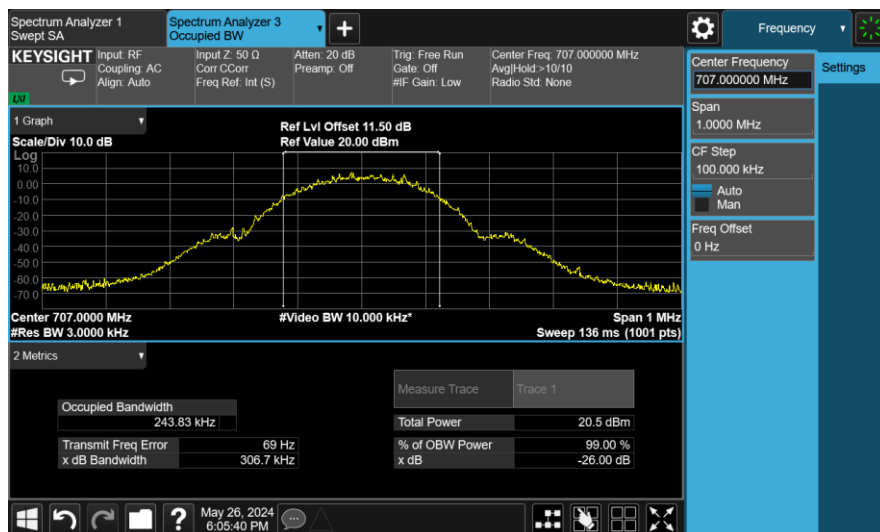 Spectrum Analyzer 1
Swept SA
Spectrum Analyzer 3
Occupied BW
Frequency
KEYSIGHT
Input: RF
Coupling: AC
Align: Auto
Input Z: 50 Ω
Corr CCorr
Freq Ref: Int (S)
Atten: 20 dB
Preamp: Off
Trig: Free Run
Gate: Off
#IF Gain: Low
Center Freq: 707.000000 MHz
Avg|Hold:>10/10
Radio Std: None
LXI
Center Frequency
707.000000 MHz
Settings
Span
1.0000 MHz
CF Step
100.000 kHz
Auto
Man
Freq Offset
0 Hz
1 Graph
Scale/Div 10.0 dB
Ref Lvl Offset 11.50 dB
Ref Value 20.00 dBm
Log
10.0
0.00
-10.0
-20.0
-30.0
-40.0
-50.0
-60.0
-70.0
Center 707.0000 MHz
#Video BW 10.000 kHz*
Span 1 MHz
#Res BW 3.0000 kHz
Sweep 136 ms (1001 pts)
2 Metrics
Measure Trace
Trace 1
Occupied Bandwidth
243.83 kHz
Total Power
20.5 dBm
Transmit Freq Error
69 Hz
% of OBW Power
99.00 %
x dB Bandwidth
306.7 kHz
x dB
-26.00 dB
?
May 26, 2024
6:05:40 PM